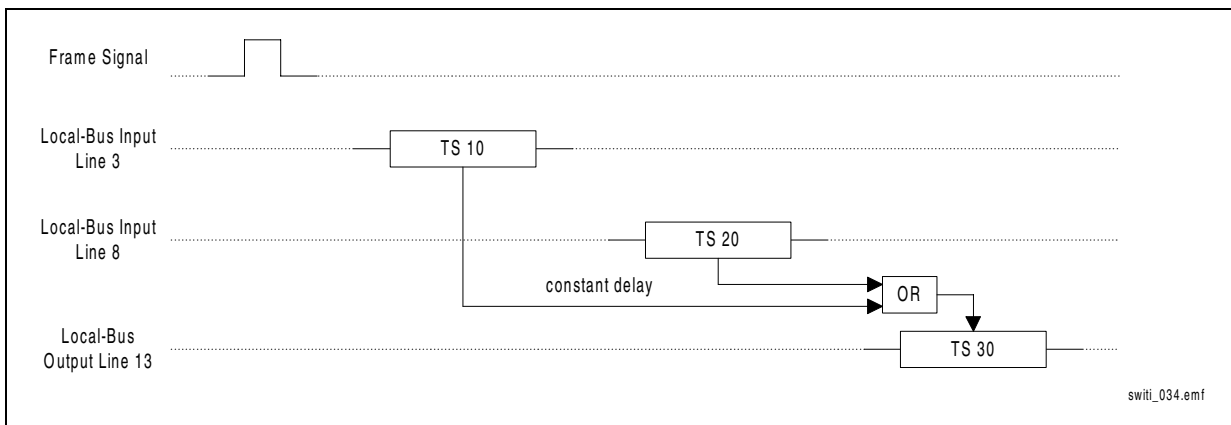 Frame Signal
Local-Bus Input
Line 3
TS 10
Local-Bus Input
Line 8
TS 20
constant delay
OR
Local-Bus
Output Line 13
TS 30
switi_034.emf